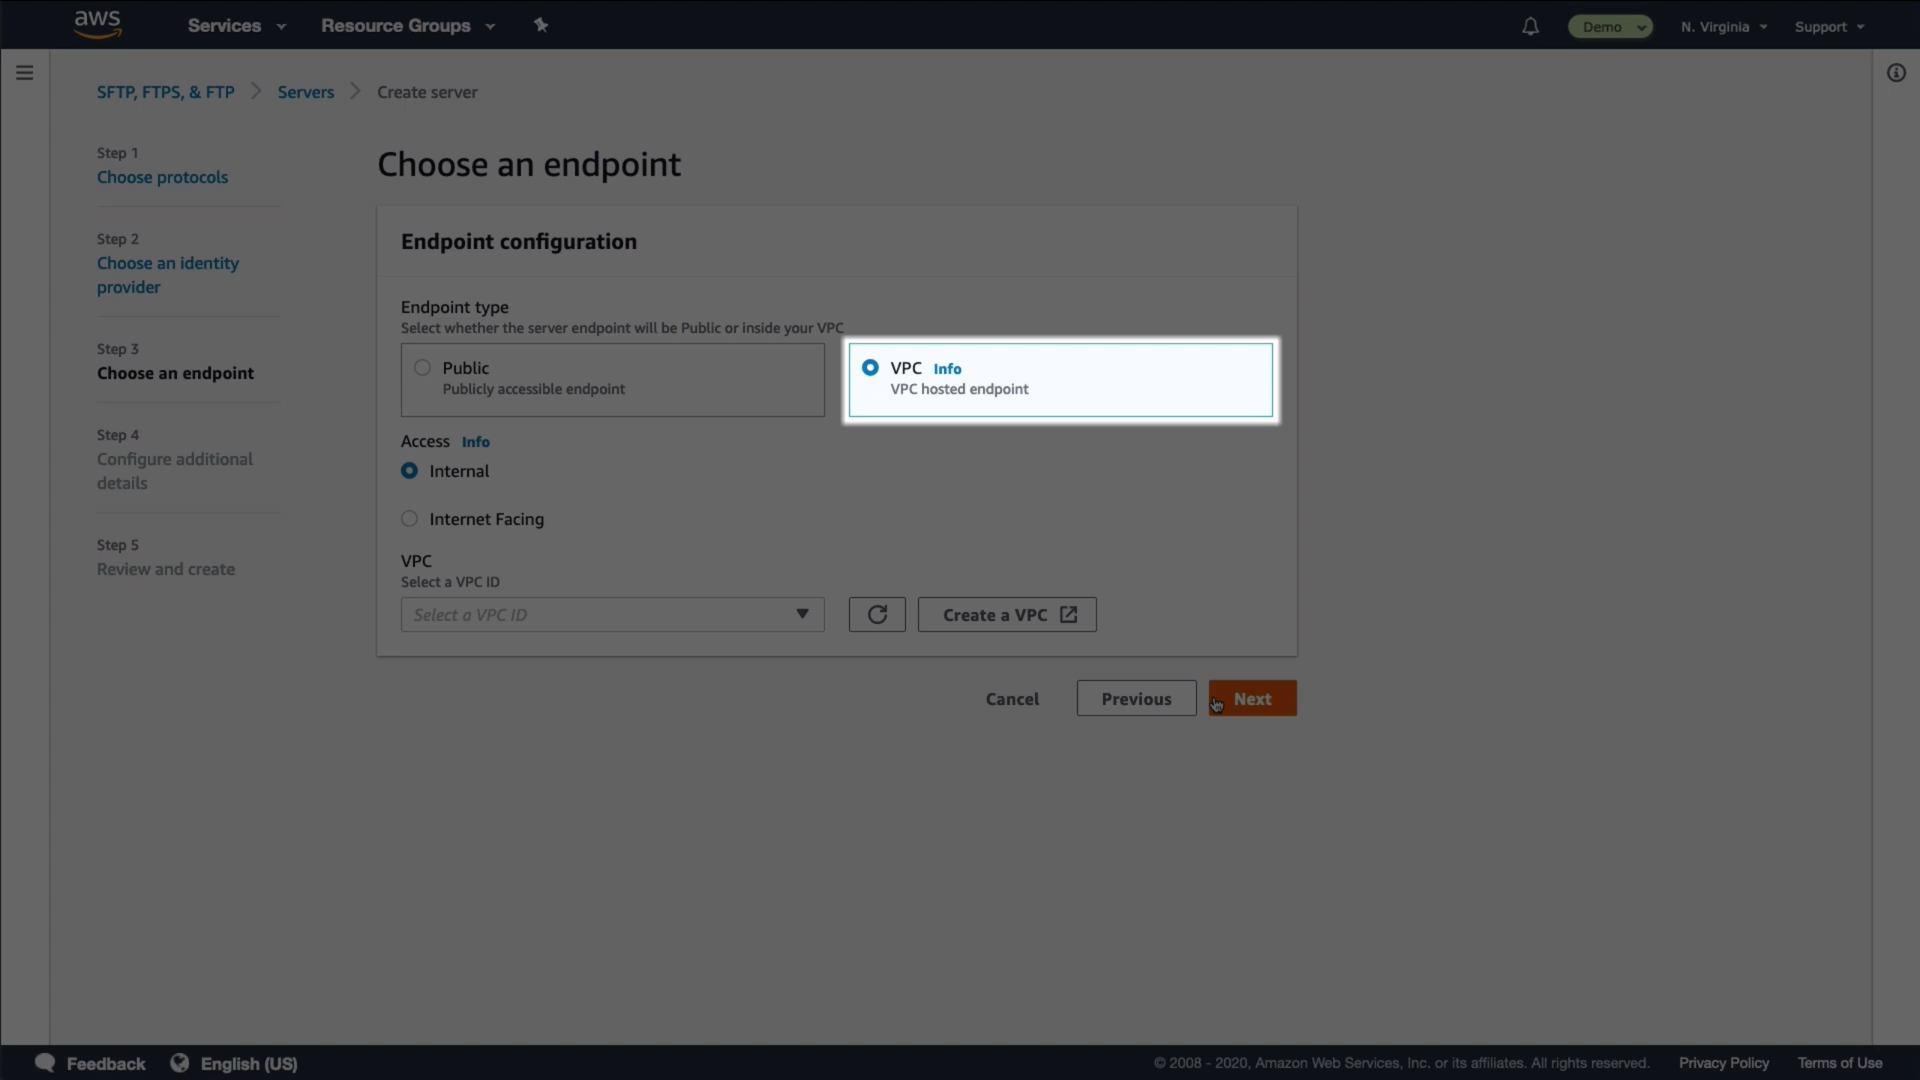 aws Services Resource Groups Demo N. Virginia Support
SFTP, FTPS, & FTP Servers Create server
Step 1
Choose protocols
Step 2
Choose an identity
provider
Step 3
Choose an endpoint
Step 4
Configure additional
details
Step 5
Review and create
Choose an endpoint
Endpoint configuration
Endpoint type
Select whether the server endpoint will be Public or inside your VPC
Public
Publicly accessible endpoint
VPC Info
VPC hosted endpoint
Access Info
Internal
Internet Facing
VPC
Select a VPC ID
Select a VPC ID Create a VPC
Cancel Previous Next
Feedback English (US) © 2008 - 2020, Amazon Web Services, Inc. or its affiliates. All rights reserved. Privacy Policy Terms of Use